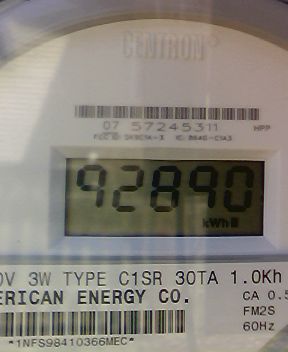 CENTRON®
07 57245311 HPP
92890
kWh
0V 3W TYPE C1SR 30TA 1.0Kh
ERICAN ENERGY CO. CA 0.5
FM2S
60Hz
*1NFS98410366MEC*